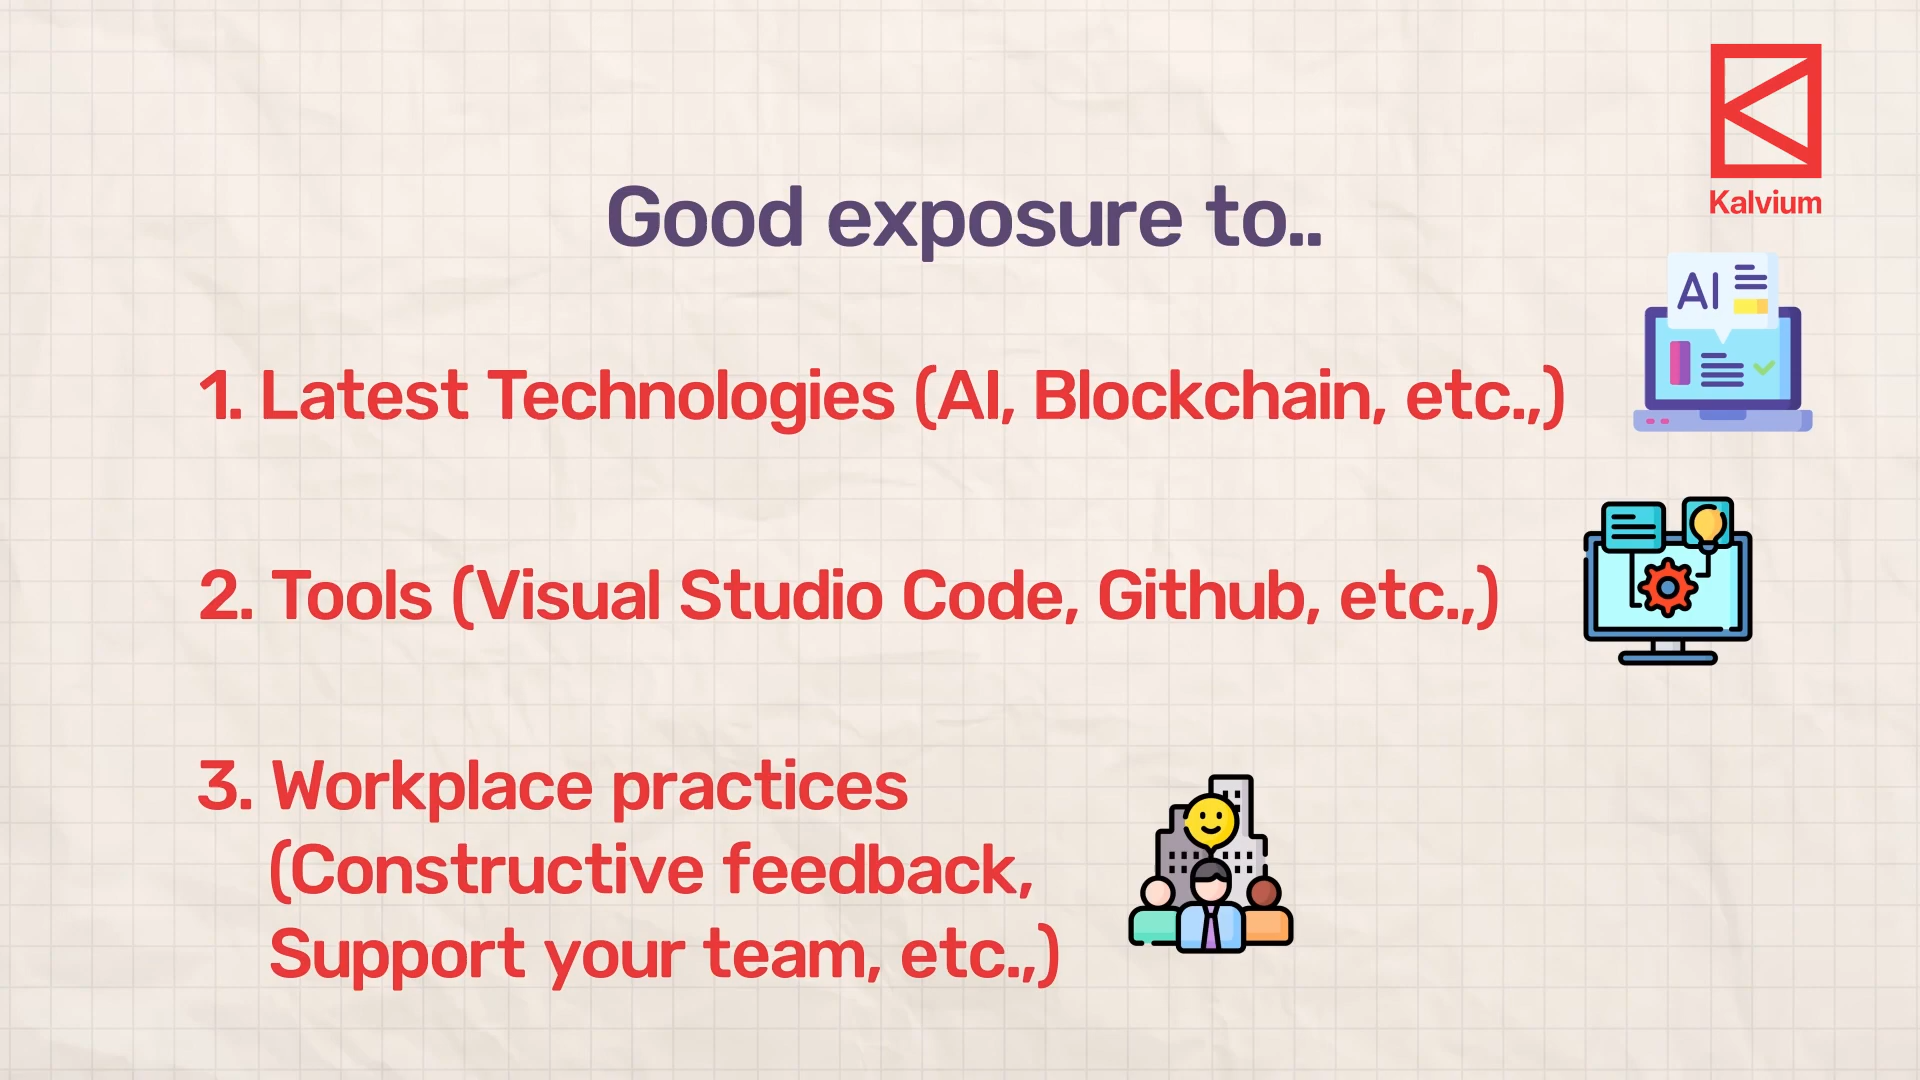 Kalvium
Good exposure to..
AI
1. Latest Technologies (AI, Blockchain, etc.,)
2. Tools (Visual Studio Code, Github, etc.,)
3. Workplace practices
(Constructive feedback,
Support your team, etc.,)